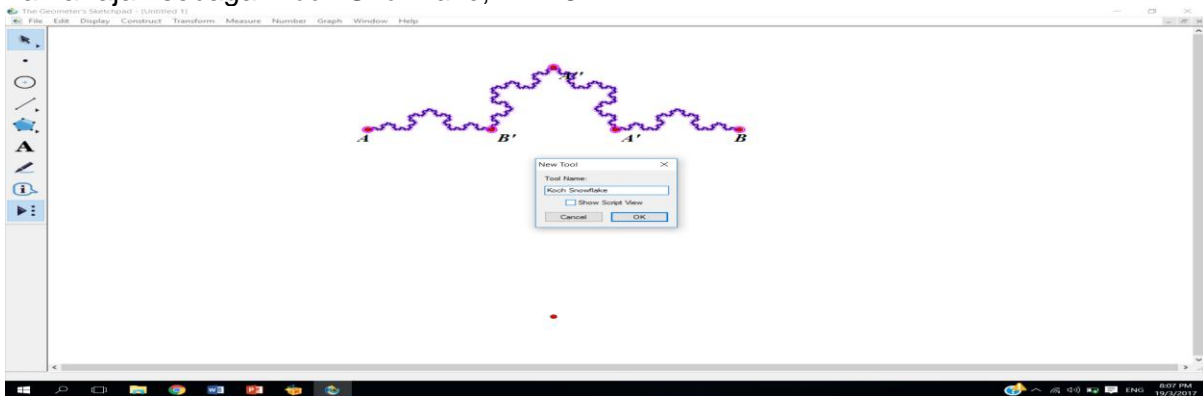 The Geometer's Sketchpad - [Untitled 1]
File Edit Display Construct Transform Measure Number Graph Window Help
A''
A
B'
A'
B
New Tool
Tool Name:
Koch Snowflake
Show Script View
Cancel
OK
ENG
8:07 PM
19/3/2017